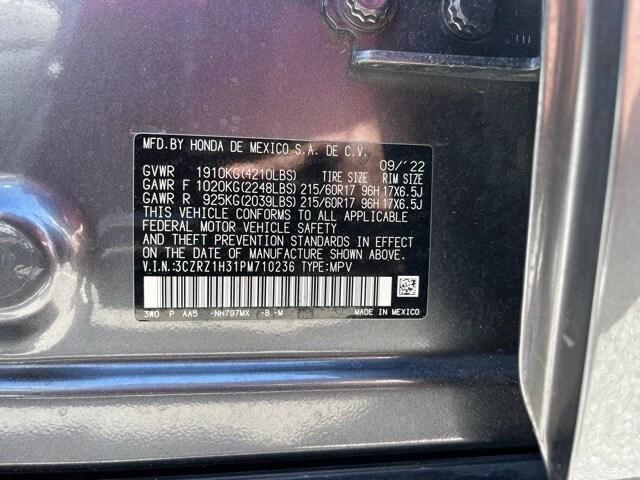 MFD.BY HONDA DE MEXICO S.A. DE C.V. 09/'22
GVWR 1910KG(4210LBS) TIRE SIZE RIM SIZE
GAWR F 1020KG(2248LBS) 215/60R17 96H 17X6.5J
GAWR R 925KG(2039LBS) 215/60R17 96H 17X6.5J
THIS VEHICLE CONFORMS TO ALL APPLICABLE
FEDERAL MOTOR VEHICLE SAFETY
AND THEFT PREVENTION STANDARDS IN EFFECT
ON THE DATE OF MANUFACTURE SHOWN ABOVE.
V.I.N.:3CZRZ1H31PM710236 TYPE:MPV
3W0 P AA5 -NH797MX -B -M MADE IN MEXICO